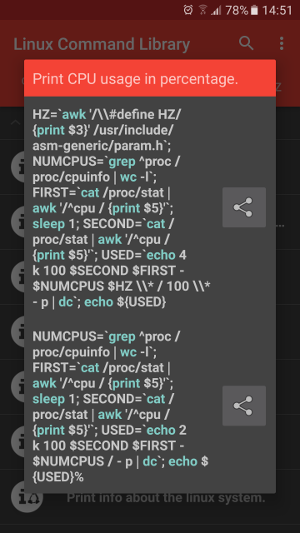 78% 14:51
Linux Command Library
Print CPU usage in percentage.
HZ=`awk '/\\#define HZ/
{print $3}' /usr/include/
asm-generic/param.h`;
NUMCPUS=`grep ^proc /
proc/cpuinfo | wc -l`;
FIRST=`cat /proc/stat |
awk '/^cpu / {print $5}'`;
sleep 1; SECOND=`cat /
proc/stat | awk '/^cpu /
{print $5}'`; USED=`echo 4
k 100 $SECOND $FIRST -
$NUMCPUS $HZ \\* / 100 \\*
- p | dc`; echo ${USED}
NUMCPUS=`grep ^proc /
proc/cpuinfo | wc -l`;
FIRST=`cat /proc/stat |
awk '/^cpu / {print $5}'`;
sleep 1; SECOND=`cat /
proc/stat | awk '/^cpu /
{print $5}'`; USED=`echo 2
k 100 $SECOND $FIRST -
$NUMCPUS / - p | dc`; echo $
{USED}%
Print info about the linux system.